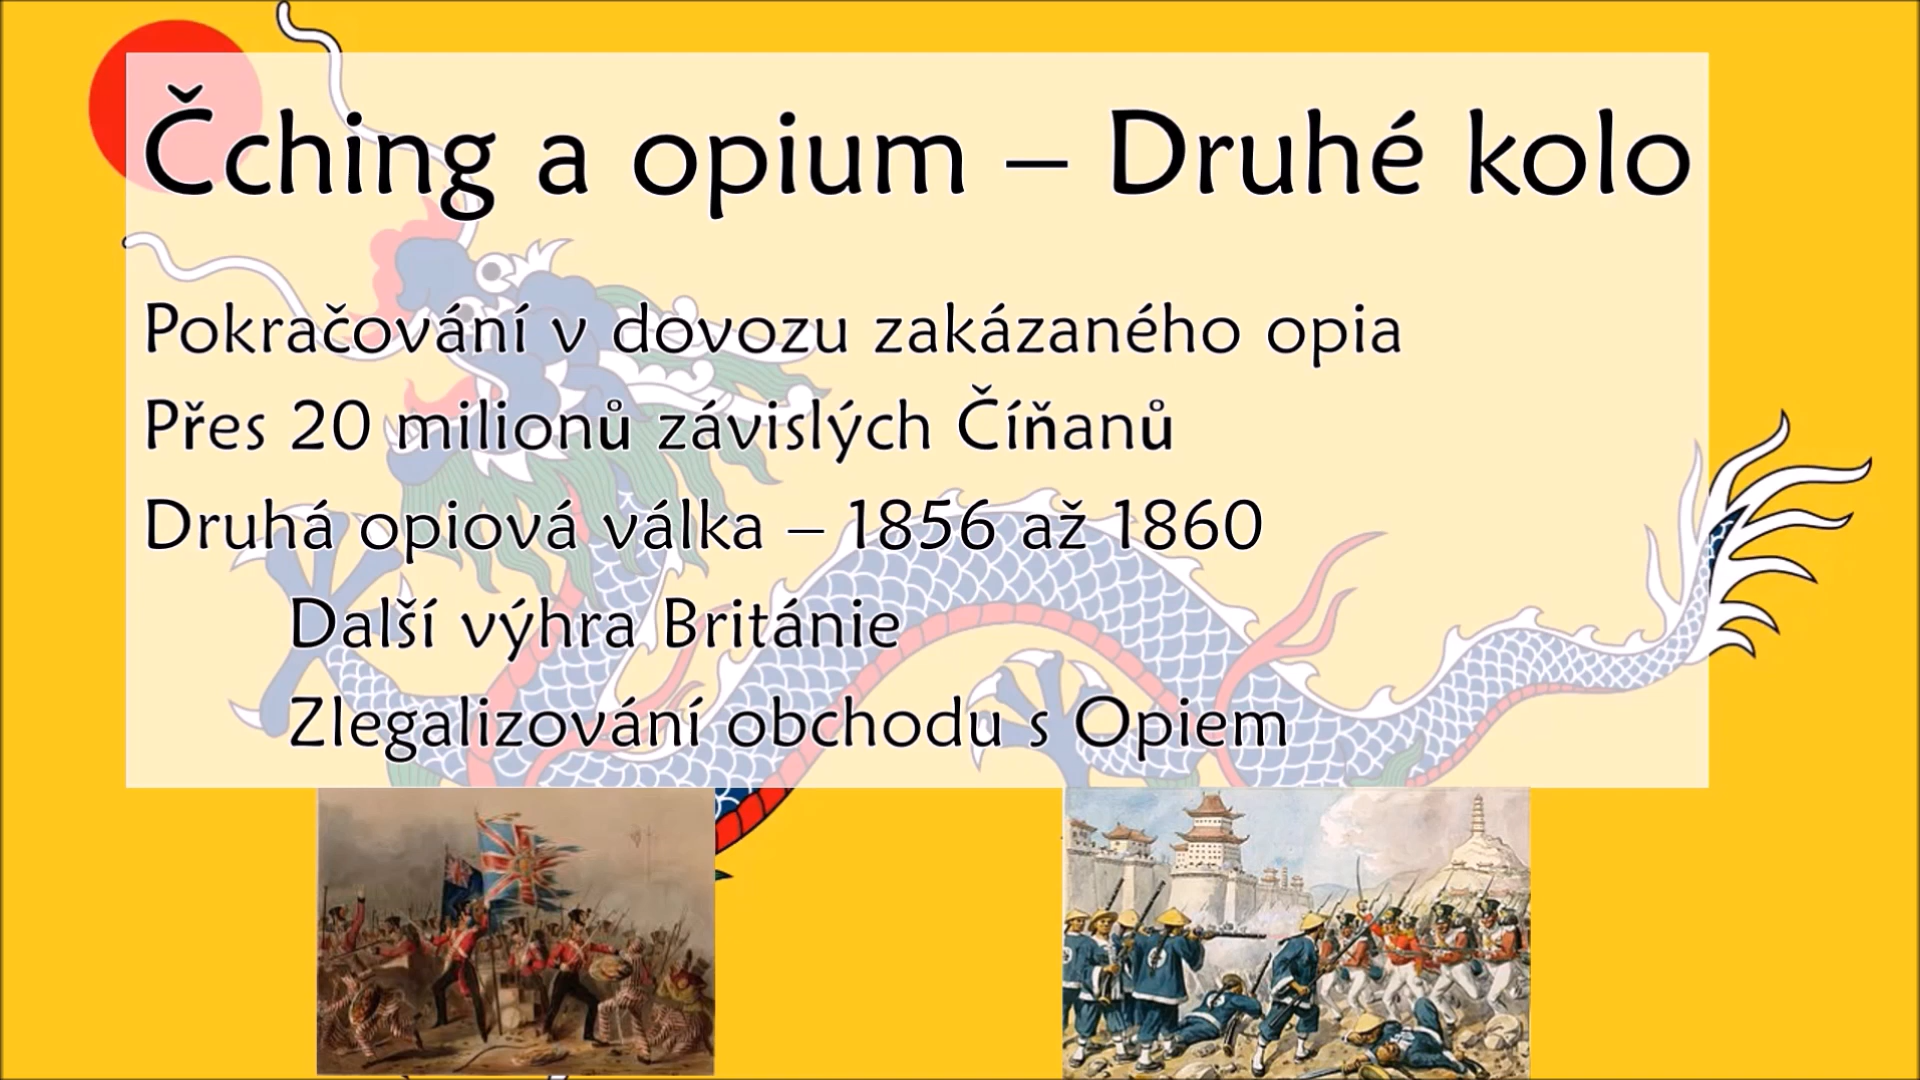 Čching a opium – Druhé kolo
Pokračování v dovozu zakázaného opia
Přes 20 milionů závislých Číňanů
Druhá opiová válka – 1856 až 1860
Další výhra Británie
Zlegalizování obchodu s Opiem